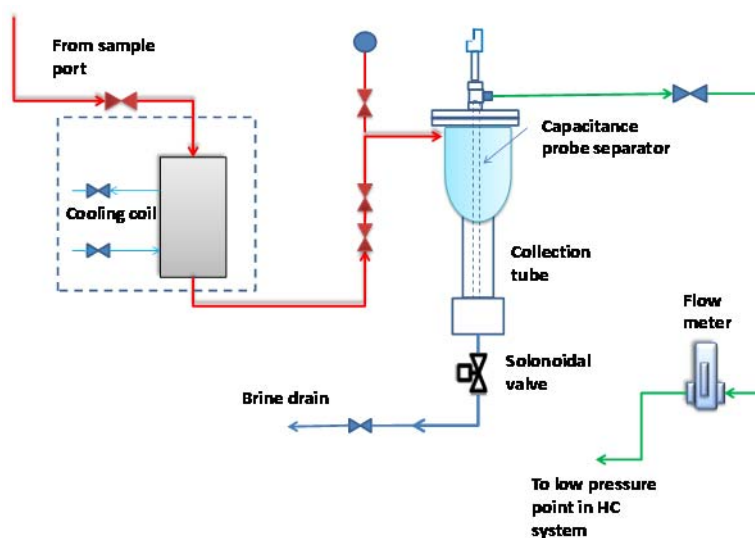 From sample
port
Capacitance
probe separator
Cooling coil
Collection
tube
Flow
meter
Solonoidal
valve
Brine drain
To low pressure
point in HC
system